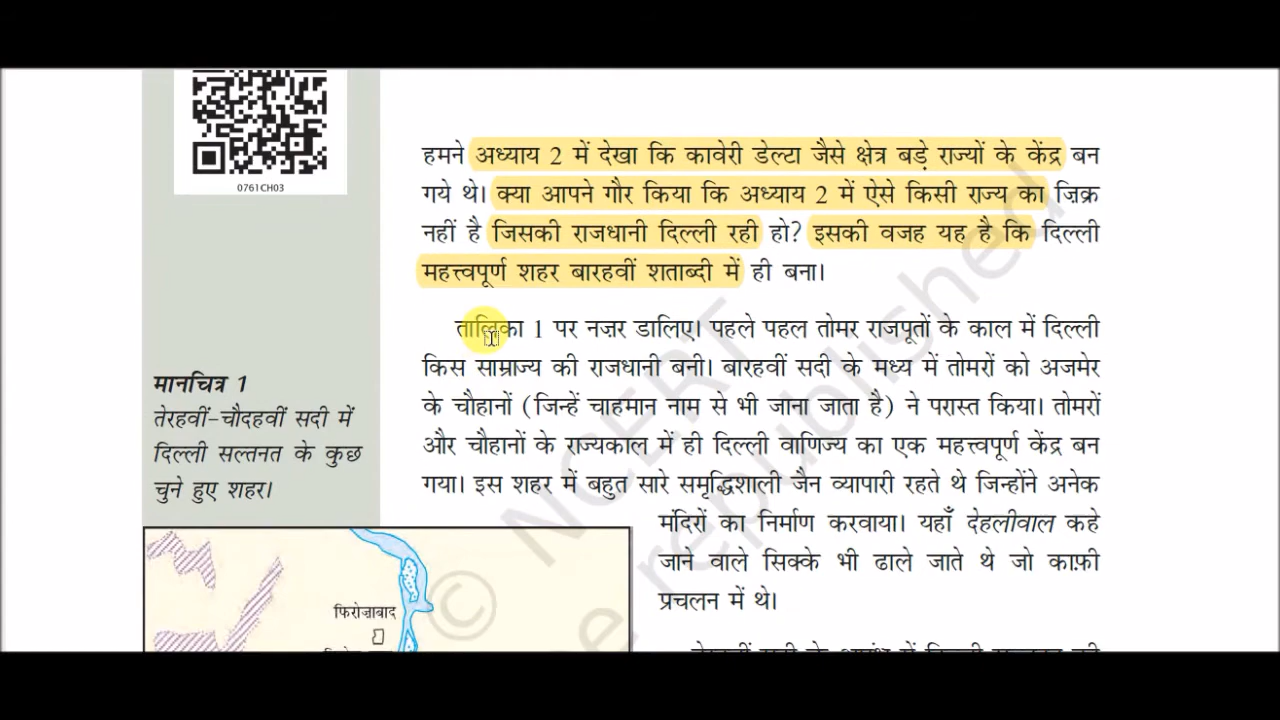 0761CH03
हमने अध्याय 2 में देखा कि कावेरी डेल्टा जैसे क्षेत्र बड़े राज्यों के केंद्र बन
गये थे। क्या आपने गौर किया कि अध्याय 2 में ऐसे किसी राज्य का ज़िक्र
नहीं है जिसकी राजधानी दिल्ली रही हो? इसकी वजह यह है कि दिल्ली
महत्त्वपूर्ण शहर बारहवीं शताब्दी में ही बना।
तालिका 1 पर नज़र डालिए। पहले पहल तोमर राजपूतों के काल में दिल्ली
किस साम्राज्य की राजधानी बनी। बारहवीं सदी के मध्य में तोमरों को अजमेर
के चौहानों (जिन्हें चाहमान नाम से भी जाना जाता है) ने परास्त किया। तोमरों
और चौहानों के राज्यकाल में ही दिल्ली वाणिज्य का एक महत्त्वपूर्ण केंद्र बन
गया। इस शहर में बहुत सारे समृद्धिशाली जैन व्यापारी रहते थे जिन्होंने अनेक
मंदिरों का निर्माण करवाया। यहाँ देहलीवाल कहे
जाने वाले सिक्के भी ढाले जाते थे जो काफ़ी
प्रचलन में थे।
मानचित्र 1
तेरहवीं-चौदहवीं सदी में
दिल्ली सल्तनत के कुछ
चुने हुए शहर।
फिरोज़ाबाद
© NCERT
e republished